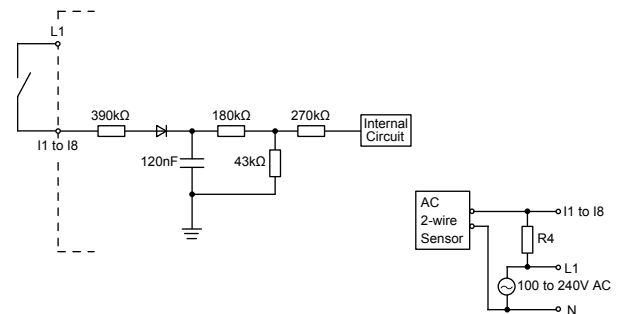 L1
390kΩ
180kΩ
270kΩ
Internal
Circuit
I1 to I8
120nF
43kΩ
AC
2-wire
Sensor
I1 to I8
R4
L1
100 to 240V AC
N